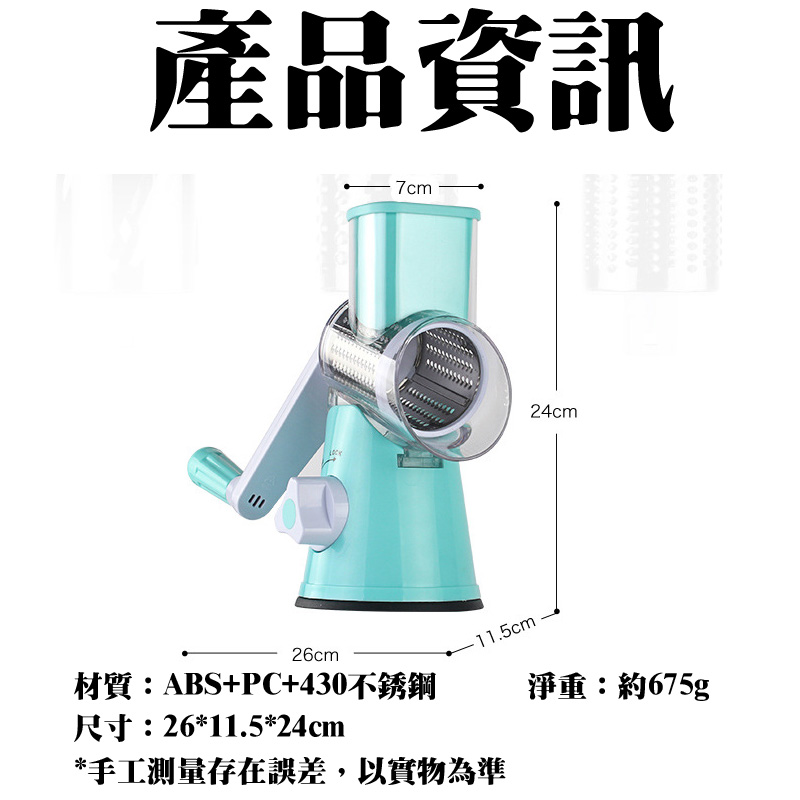 產品資訊
7cm
24cm
LOCK
11.5cm
26cm
材質：ABS+PC+430不銹鋼 淨重：約675g
尺寸：26*11.5*24cm
*手工測量存在誤差，以實物為準